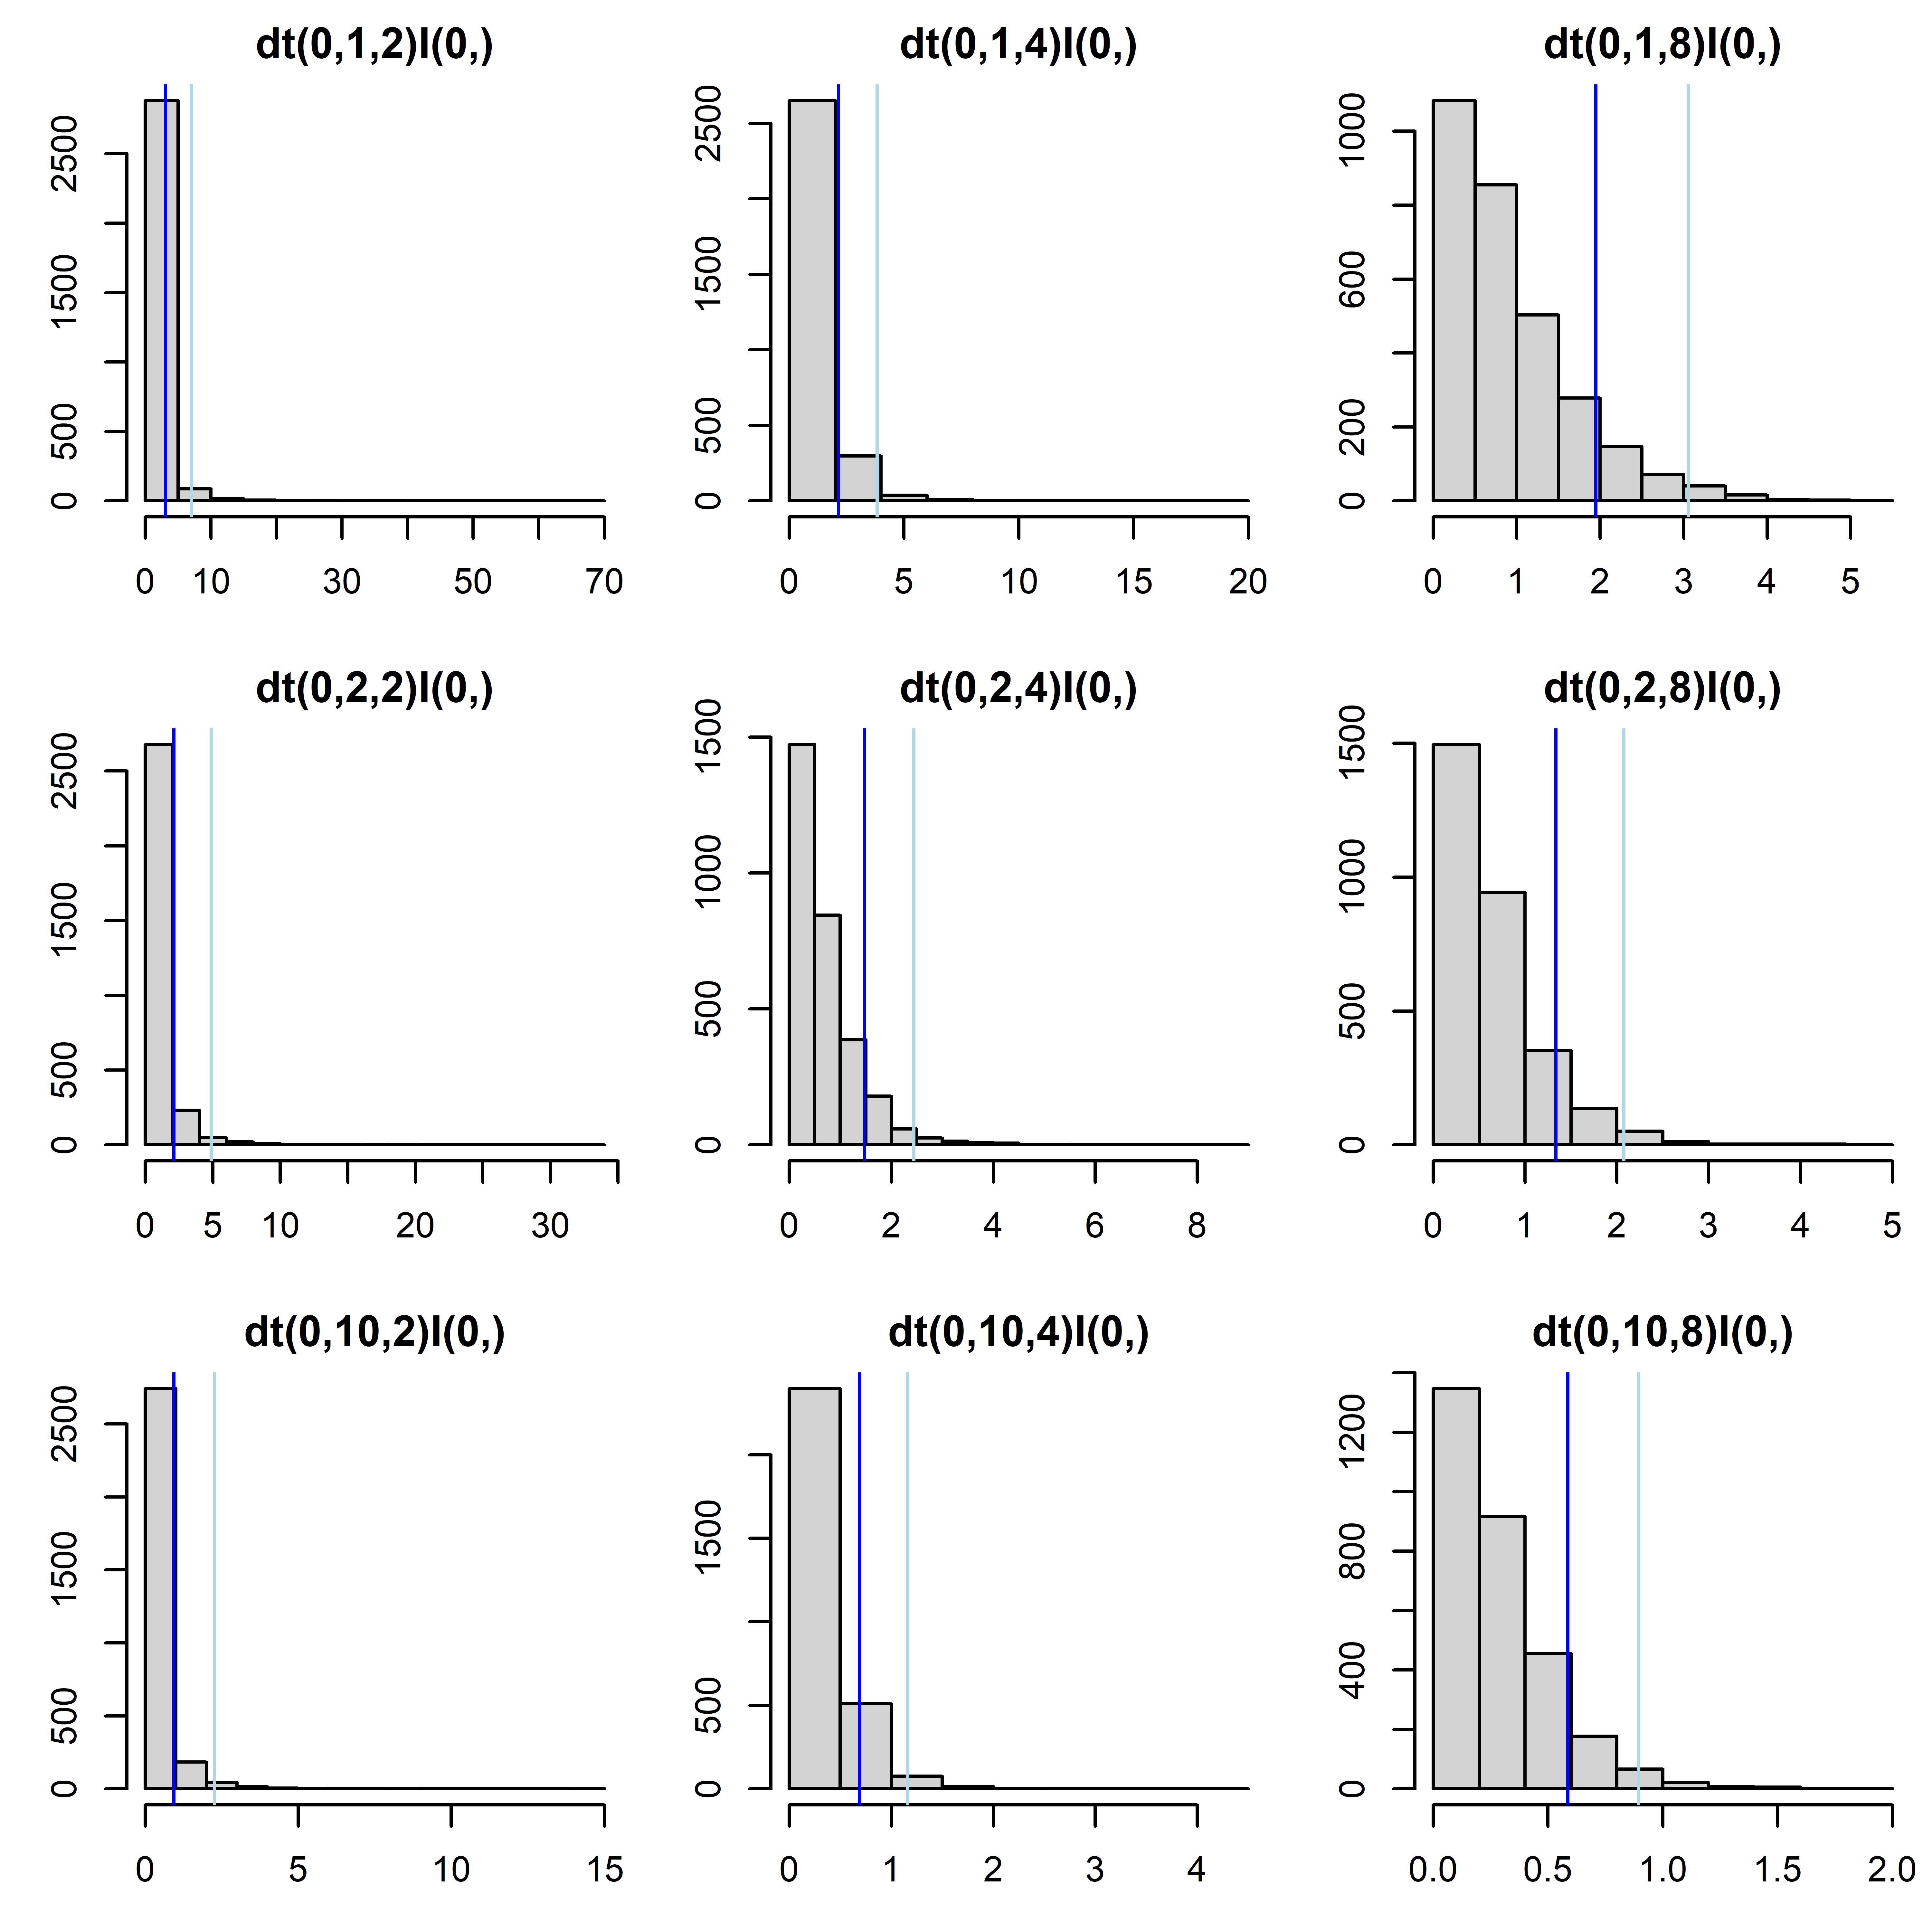 dt(0,1,2)I(0,)
2500
1500
500
0
0 10 30 50 70
dt(0,1,4)I(0,)
2500
1500
500
0
0 5 10 15 20
dt(0,1,8)I(0,)
1000
600
200
0
0 1 2 3 4 5
dt(0,2,2)I(0,)
2500
1500
500
0
0 5 10 20 30
dt(0,2,4)I(0,)
1500
1000
500
0
0 2 4 6 8
dt(0,2,8)I(0,)
1500
1000
500
0
0 1 2 3 4 5
dt(0,10,2)I(0,)
2500
1500
500
0
0 5 10 15
dt(0,10,4)I(0,)
1500
500
0
0 1 2 3 4
dt(0,10,8)I(0,)
1200
800
400
0
0.0 0.5 1.0 1.5 2.0